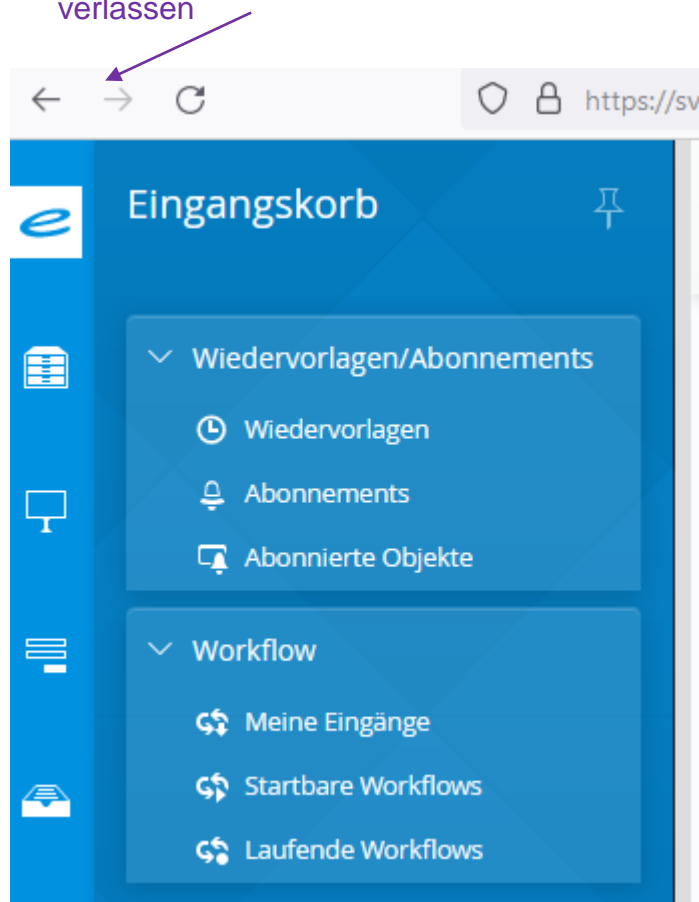 verlassen
https://sv
Eingangskorb
e
Wiedervorlagen/Abonnements
Wiedervorlagen
Abonnements
Abonnierte Objekte
Workflow
Meine Eingänge
Startbare Workflows
Laufende Workflows